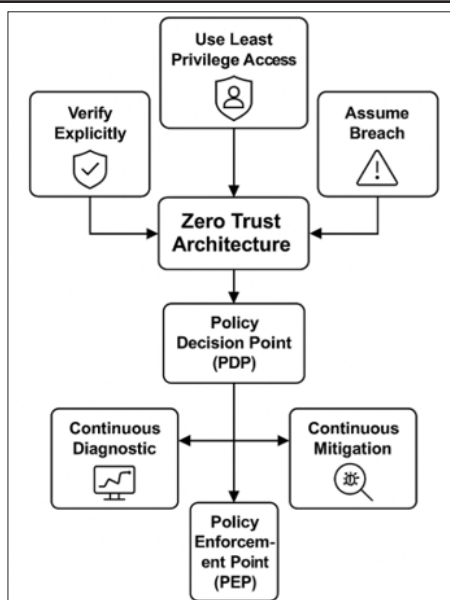 Use Least
Privilege Access
Verify
Explicitly
Assume
Breach
Zero Trust
Architecture
Policy
Decision Point
(PDP)
Continuous
Diagnostic
Continuous
Mitigation
Policy
Enforcem-
ent Point
(PEP)